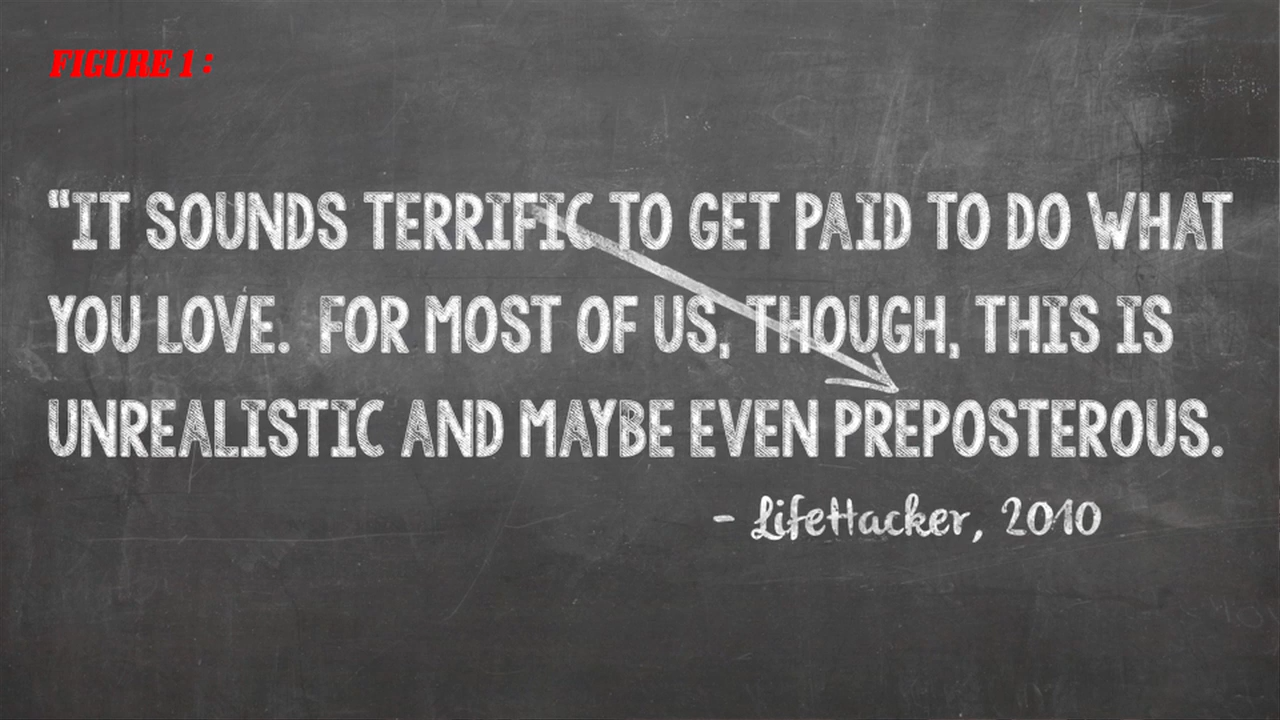 FIGURE 1:
“IT SOUNDS TERRIFIC TO GET PAID TO DO WHAT
YOU LOVE. FOR MOST OF US, THOUGH, THIS IS
UNREALISTIC AND MAYBE EVEN PREPOSTEROUS.
- LifeHacker, 2010